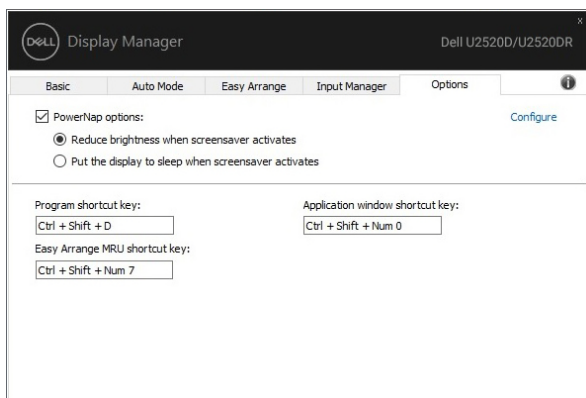 DELL Display Manager Dell U2520D/U2520DR
Basic Auto Mode Easy Arrange Input Manager Options
PowerNap options: Configure
Reduce brightness when screensaver activates
Put the display to sleep when screensaver activates
Program shortcut key: Application window shortcut key:
Ctrl + Shift + D Ctrl + Shift + Num 0
Easy Arrange MRU shortcut key:
Ctrl + Shift + Num 7